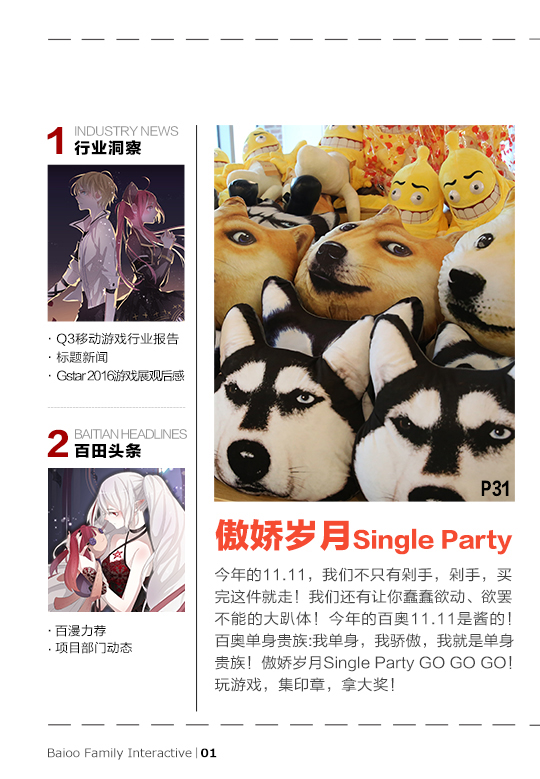 1 INDUSTRY NEWS
行业洞察
· Q3移动游戏行业报告
· 标题新闻
· Gstar 2016游戏展观后感
2 BAITIAN HEADLINES
百田头条
· 百漫力荐
· 项目部门动态
P31
傲娇岁月Single Party
今年的11.11，我们不只有剁手，剁手，买
完这件就走！我们还有让你蠢蠢欲动、欲罢
不能的大趴体！今年的百奥11.11是酱的！
百奥单身贵族:我单身，我骄傲，我就是单身
贵族！傲娇岁月Single Party GO GO GO！
玩游戏，集印章，拿大奖！
Baioo Family Interactive | 01